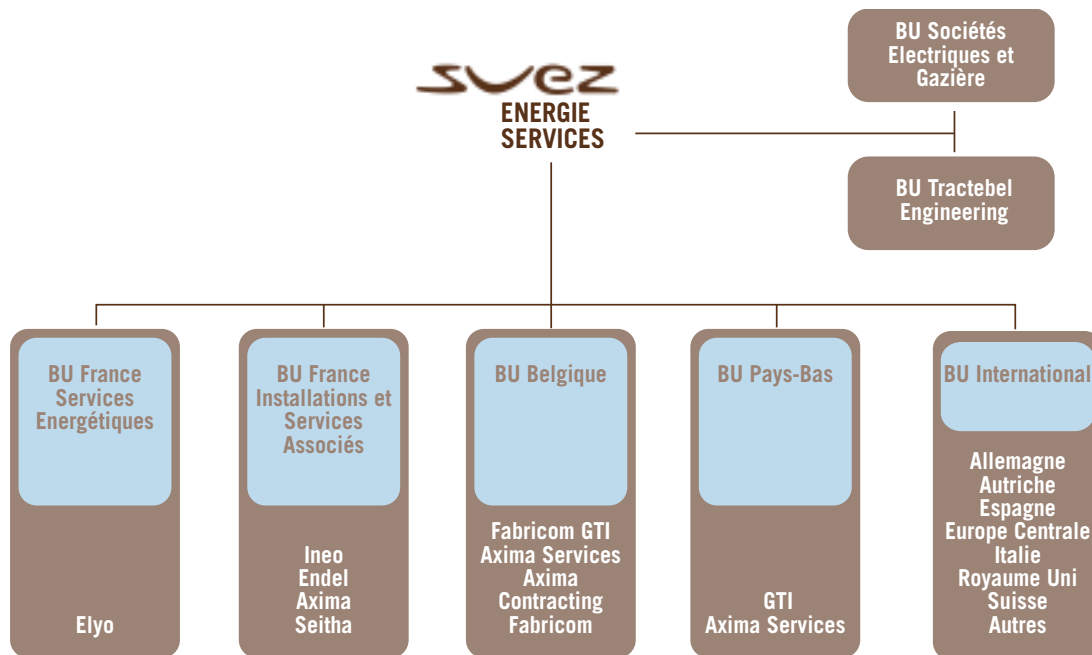 suez
ENERGIE
SERVICES
BU Sociétés
Electriques et
Gazière
BU Tractebel
Engineering
BU France
Services
Energétiques
Elyo
BU France
Installations et
Services
Associés
Ineo
Endel
Axima
Seitha
BU Belgique
Fabricom GTI
Axima Services
Axima
Contracting
Fabricom
BU Pays-Bas
GTI
Axima Services
BU International
Allemagne
Autriche
Espagne
Europe Centrale
Italie
Royaume Uni
Suisse
Autres